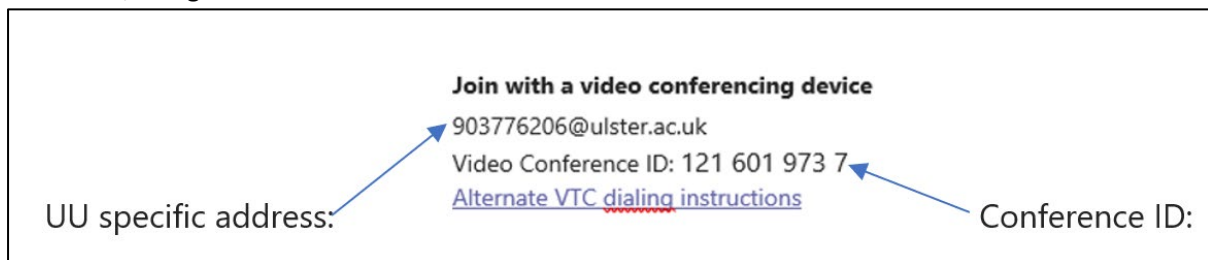 Join with a video conferencing device
903776206@ulster.ac.uk
Video Conference ID: 121 601 973 7
Alternate VTC dialing instructions
UU specific address:
Conference ID: